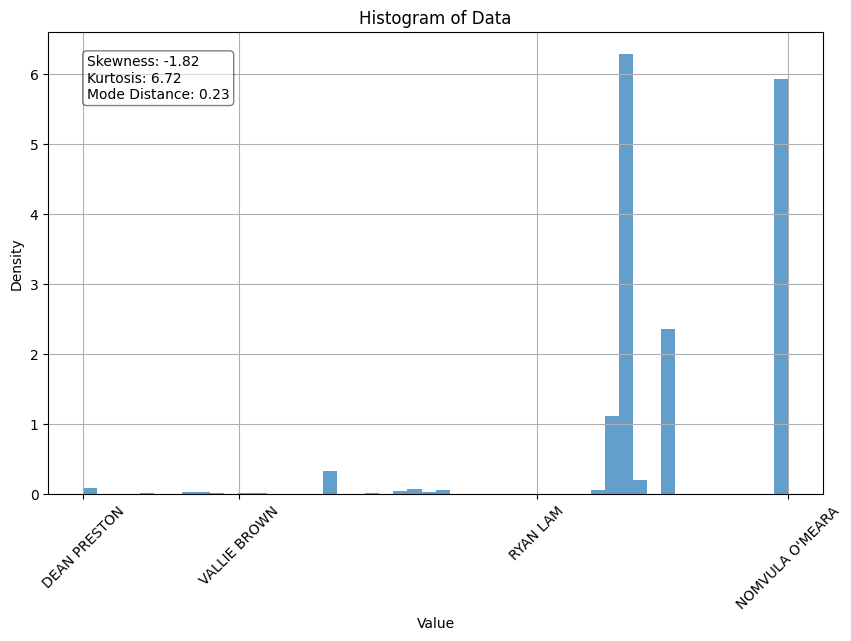 Histogram of Data
Skewness: -1.82
Kurtosis: 6.72
Mode Distance: 0.23
Density
6
5
4
3
2
1
0
DEAN PRESTON
VALLIE BROWN
RYAN LAM
NOMVULA O'MEARA
Value